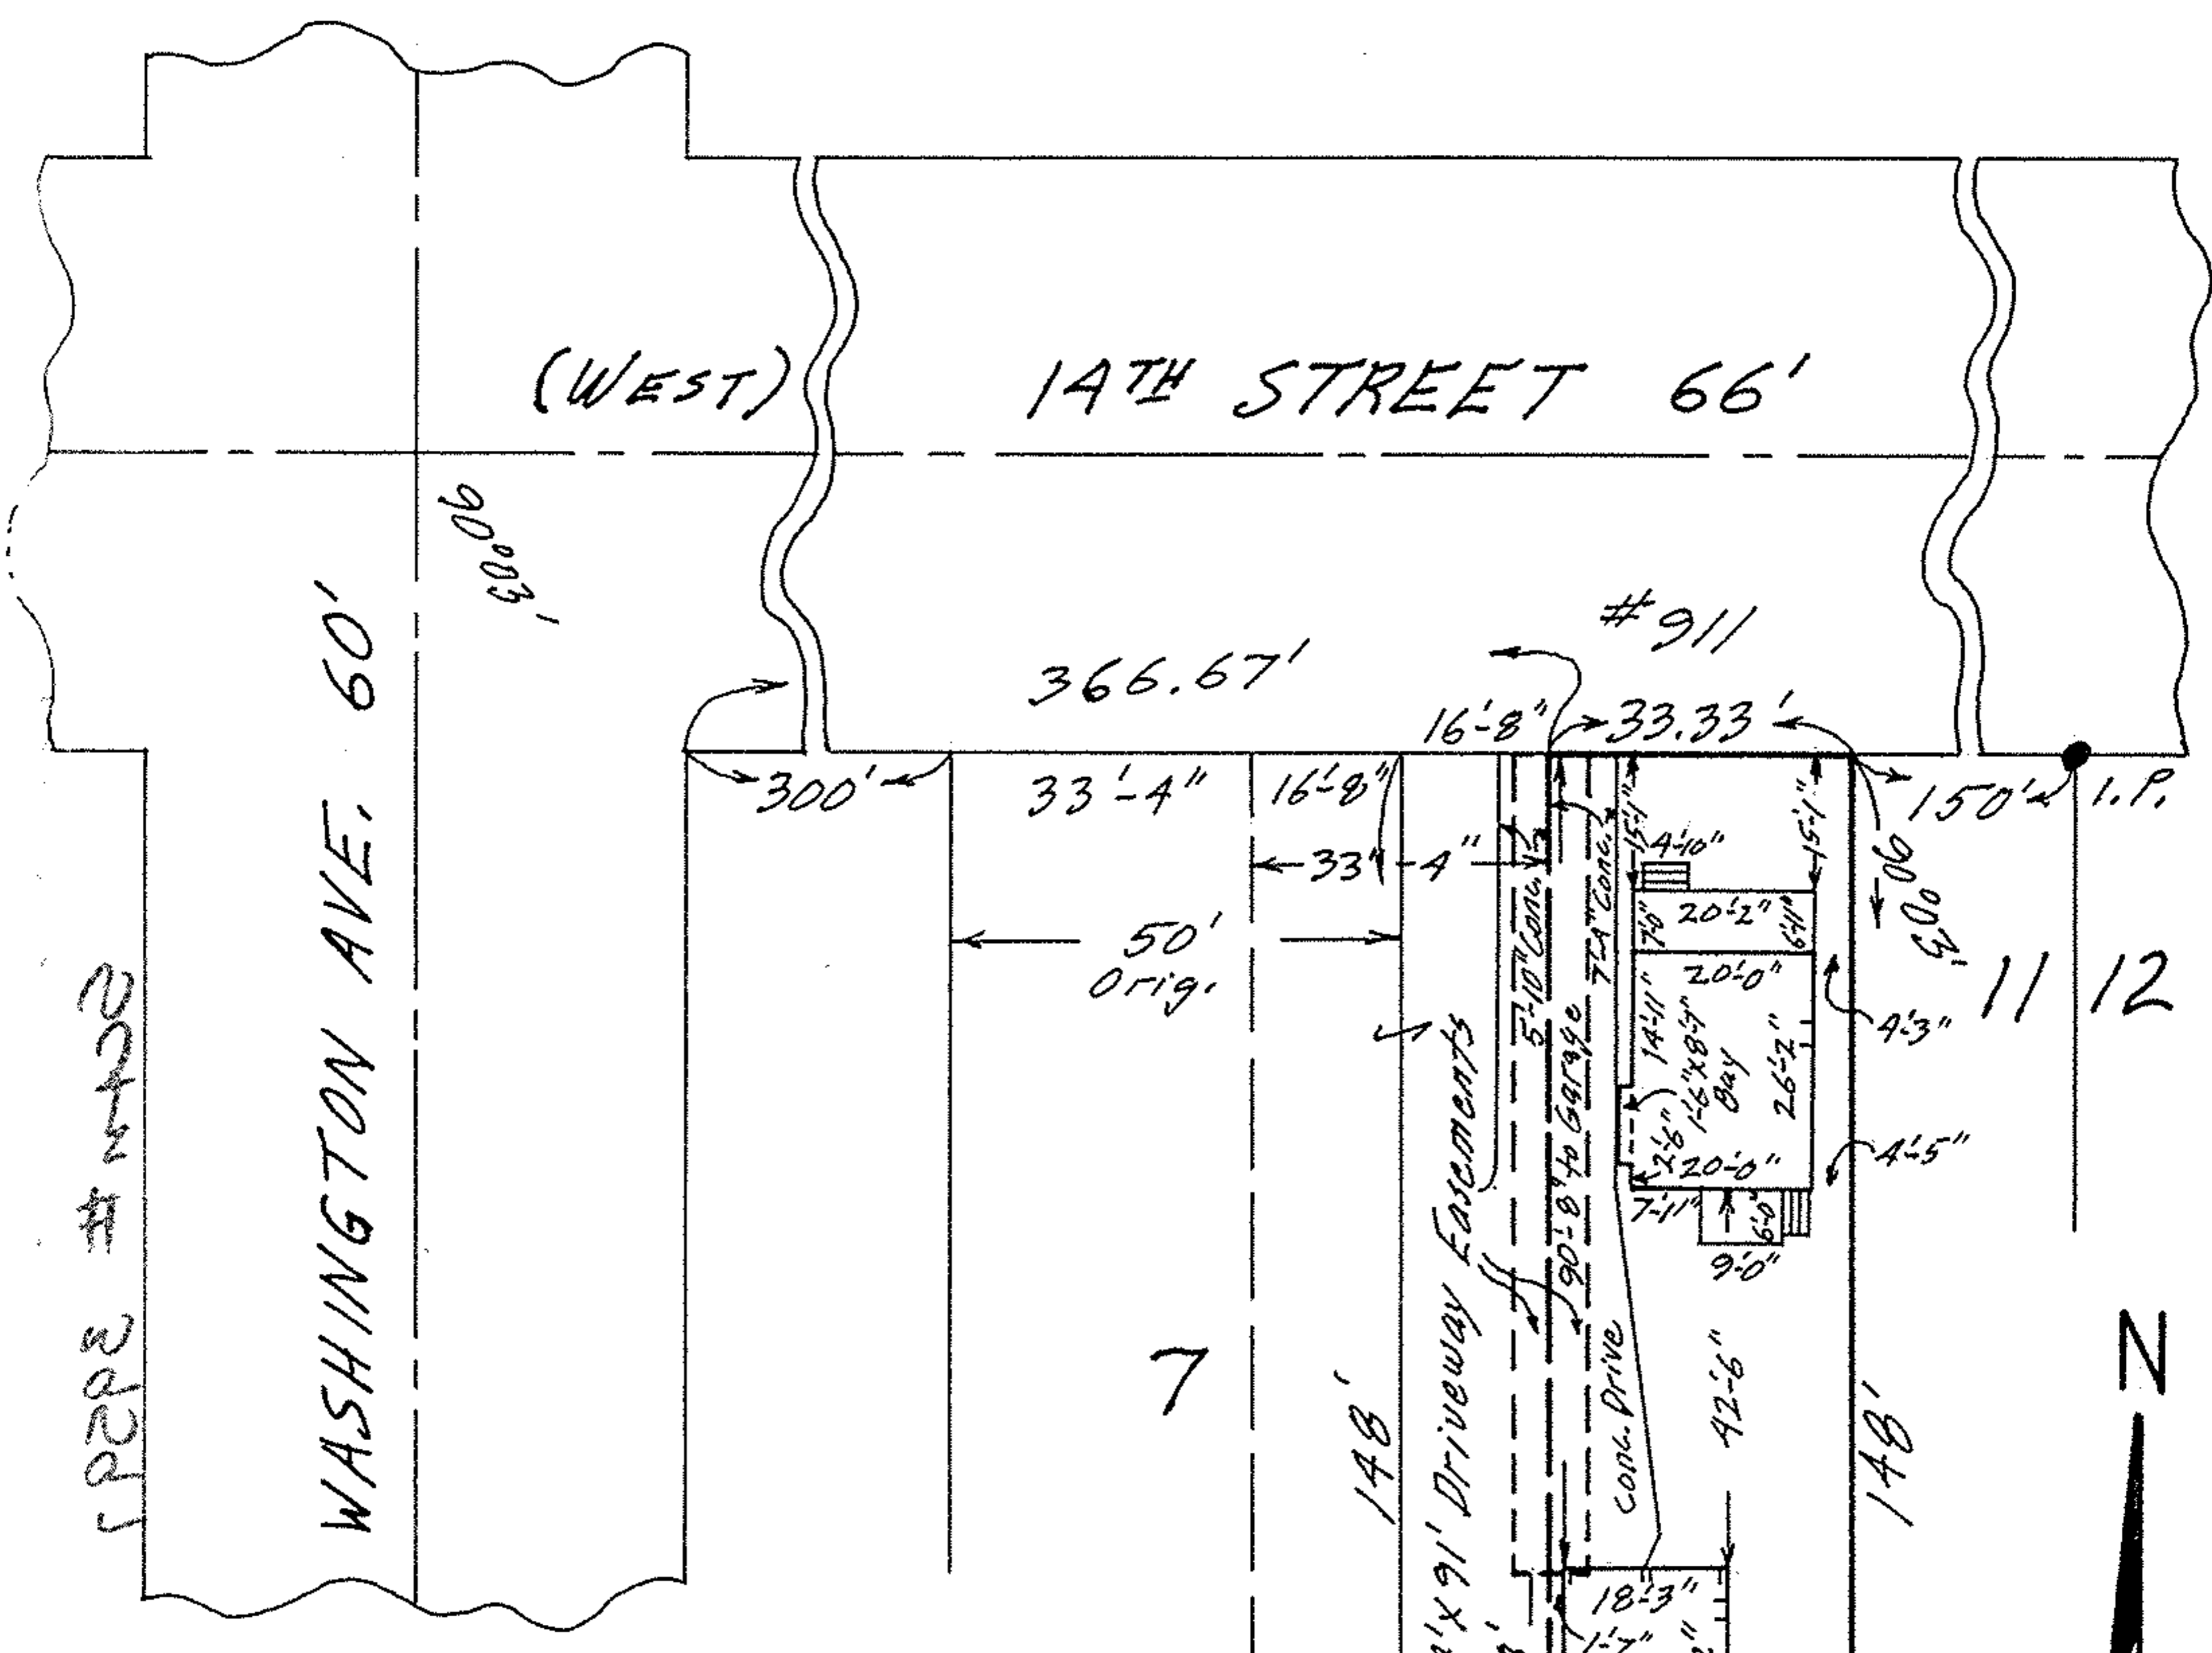 (WEST)
14TH STREET 66'
90°03'
#911
366.67'
16'-8"
33.33'
300'
33'-4"
16'-8"
150'
I.P.
33'-4"
50'
Orig.
WASHINGTON AVE. 60'
5'-10" Conc.
7'-4" Conc.
15'-1"
4'-10"
15'-1"
90°03'
7'-0"
20'-2"
6'-11"
20'-0"
11
12
14'-11"
1'-6"x8'-9"
Bay
26'-2"
4'-3"
2'-6"
20'-0"
4'-5"
7'-11"
6'-0"
9'-0"
90'-8" to Garage
7
148'
x 91' Driveway Easements
Conc. Drive
42'-6"
148'
N
18'-3"
1'-7"